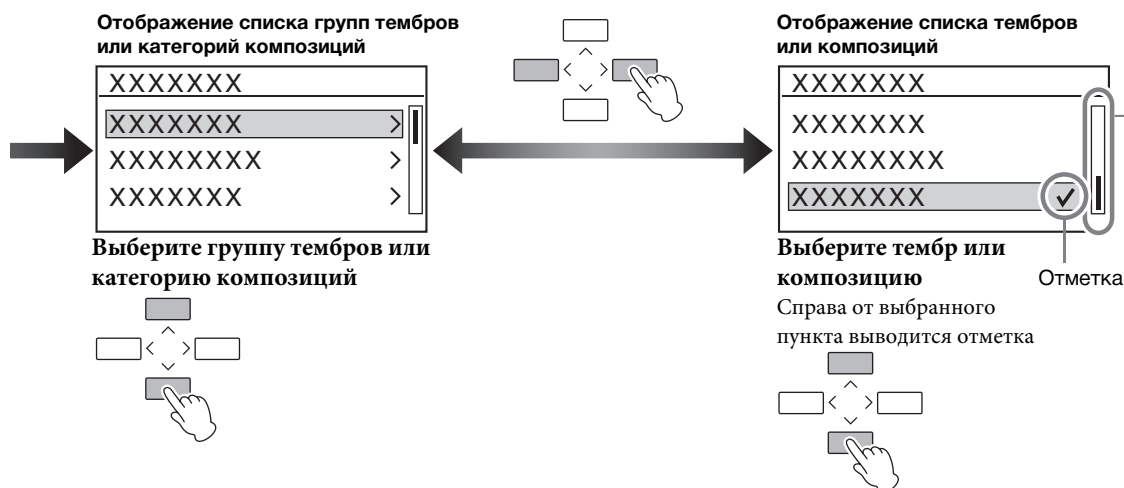 Отображение списка групп тембров
или категорий композиций
XXXXXXX
XXXXXXX >
XXXXXXXX >
XXXXXXX >
Выберите группу тембров или
категорию композиций
Отображение списка тембров
или композиций
XXXXXXX
XXXXXXX
XXXXXXXX
XXXXXXX ✓
Выберите тембр или
композицию
Отметка
Справа от выбранного
пункта выводится отметка